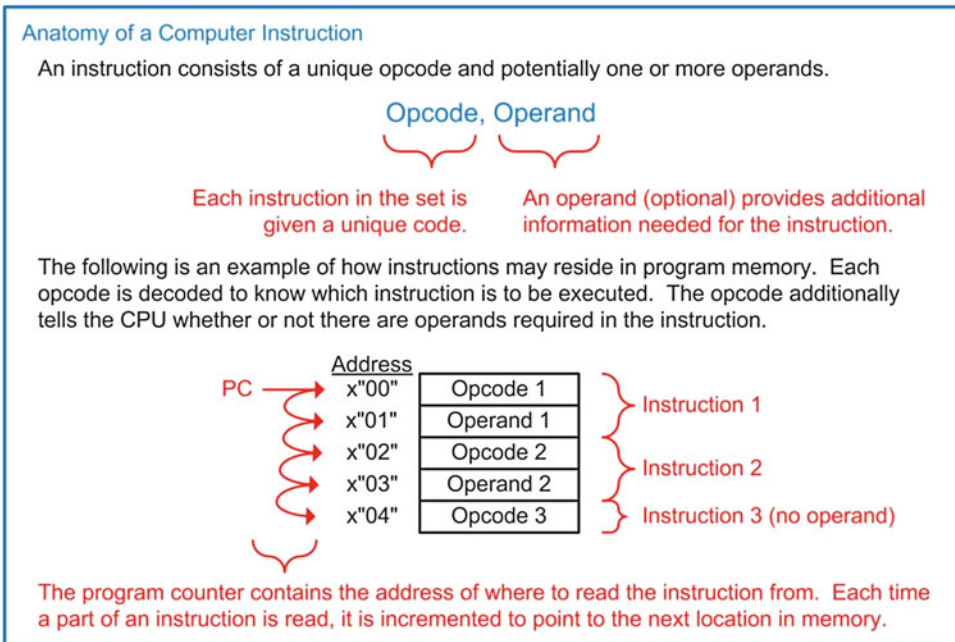 Anatomy of a Computer Instruction
An instruction consists of a unique opcode and potentially one or more operands.
Opcode, Operand
Each instruction in the set is
given a unique code.
An operand (optional) provides additional
information needed for the instruction.
The following is an example of how instructions may reside in program memory.  Each
opcode is decoded to know which instruction is to be executed.  The opcode additionally
tells the CPU whether or not there are operands required in the instruction.
Address
PC x"00" Opcode 1
x"01" Operand 1
Instruction 1
x"02" Opcode 2
x"03" Operand 2
Instruction 2
x"04" Opcode 3 Instruction 3 (no operand)
The program counter contains the address of where to read the instruction from.  Each time
a part of an instruction is read, it is incremented to point to the next location in memory.